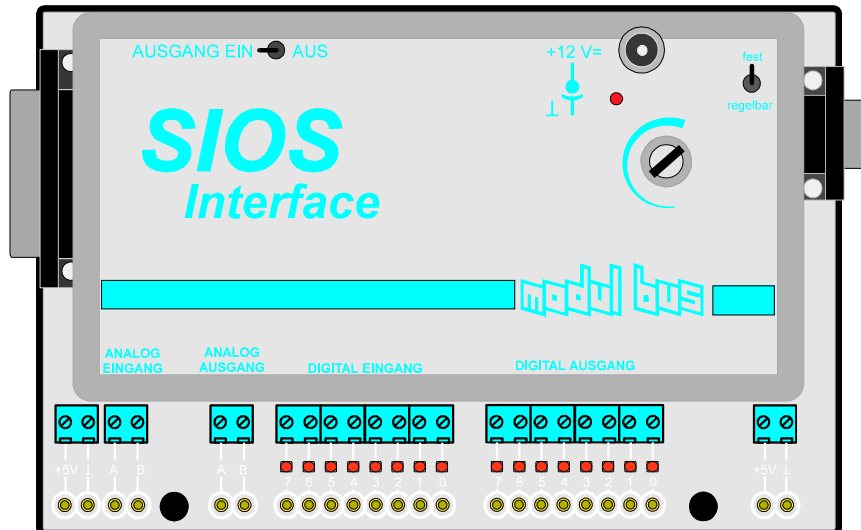 AUSGANG EIN AUS
+12 V=
fest
regelbar
⊥
SIOS
Interface
modul bus
ANALOG
EINGANG
ANALOG
AUSGANG
DIGITAL EINGANG
DIGITAL AUSGANG
+5V ⊥ A B
A B
7 6 5 4 3 2 1 0
7 6 5 4 3 2 1 0
+5V ⊥